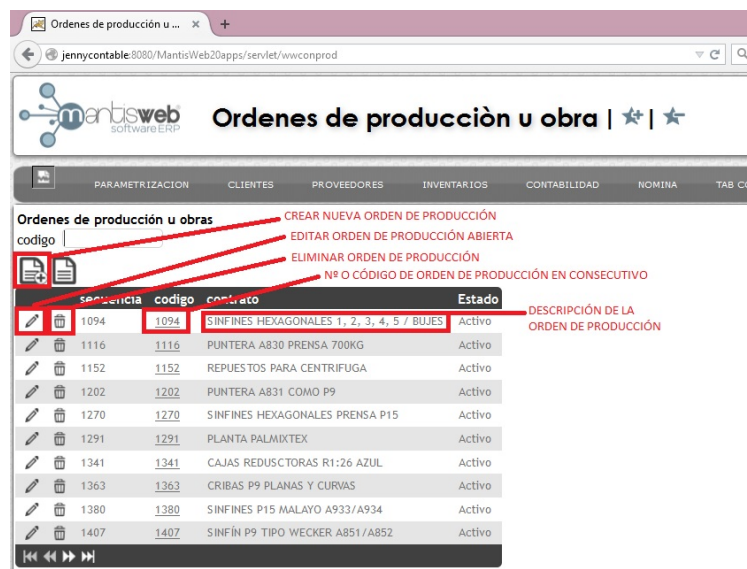 Ordenes de producción u ... × +
jennycontable:8080/MantisWeb20apps/servlet/wwconprod
mantisweb
software ERP
Ordenes de producciòn u obra | |
PARAMETRIZACION CLIENTES PROVEEDORES INVENTARIOS CONTABILIDAD NOMINA TAB CO
Ordenes de producción u obras
CREAR NUEVA ORDEN DE PRODUCCIÓN
codigo
EDITAR ORDEN DE PRODUCCIÓN ABIERTA
ELIMINAR ORDEN DE PRODUCCIÓN
Nº O CÓDIGO DE ORDEN DE PRODUCCIÓN EN CONSECUTIVO
secuencia codigo contrato Estado
1094 1094 SINFINES HEXAGONALES 1, 2, 3, 4, 5 / BUJES Activo
DESCRIPCIÓN DE LA
ORDEN DE PRODUCCIÓN
1116 1116 PUNTERA A830 PRENSA 700KG Activo
1152 1152 REPUESTOS PARA CENTRIFUGA Activo
1202 1202 PUNTERA A831 COMO P9 Activo
1270 1270 SINFINES HEXAGONALES PRENSA P15 Activo
1291 1291 PLANTA PALMIXTEX Activo
1341 1341 CAJAS REDUSCTORAS R1:26 AZUL Activo
1363 1363 CRIBAS P9 PLANAS Y CURVAS Activo
1380 1380 SINFINES P15 MALAYO A933/A934 Activo
1407 1407 SINFÍN P9 TIPO WECKER A851/A852 Activo